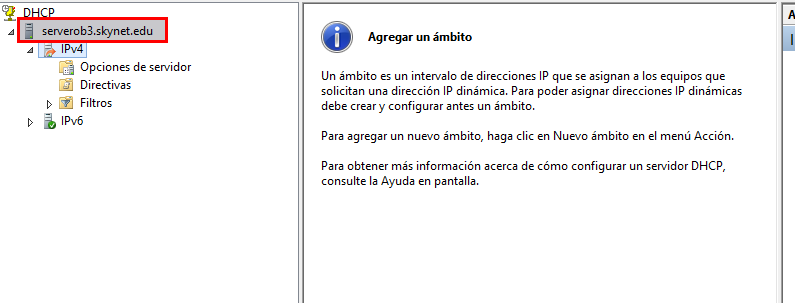 DHCP
serverob3.skynet.edu
IPv4
Opciones de servidor
Directivas
Filtros
IPv6
Agregar un ámbito
Un ámbito es un intervalo de direcciones IP que se asignan a los equipos que
solicitan una dirección IP dinámica. Para poder asignar direcciones IP dinámicas
debe crear y configurar antes un ámbito.
Para agregar un nuevo ámbito, haga clic en Nuevo ámbito en el menú Acción.
Para obtener más información acerca de cómo configurar un servidor DHCP,
consulte la Ayuda en pantalla.